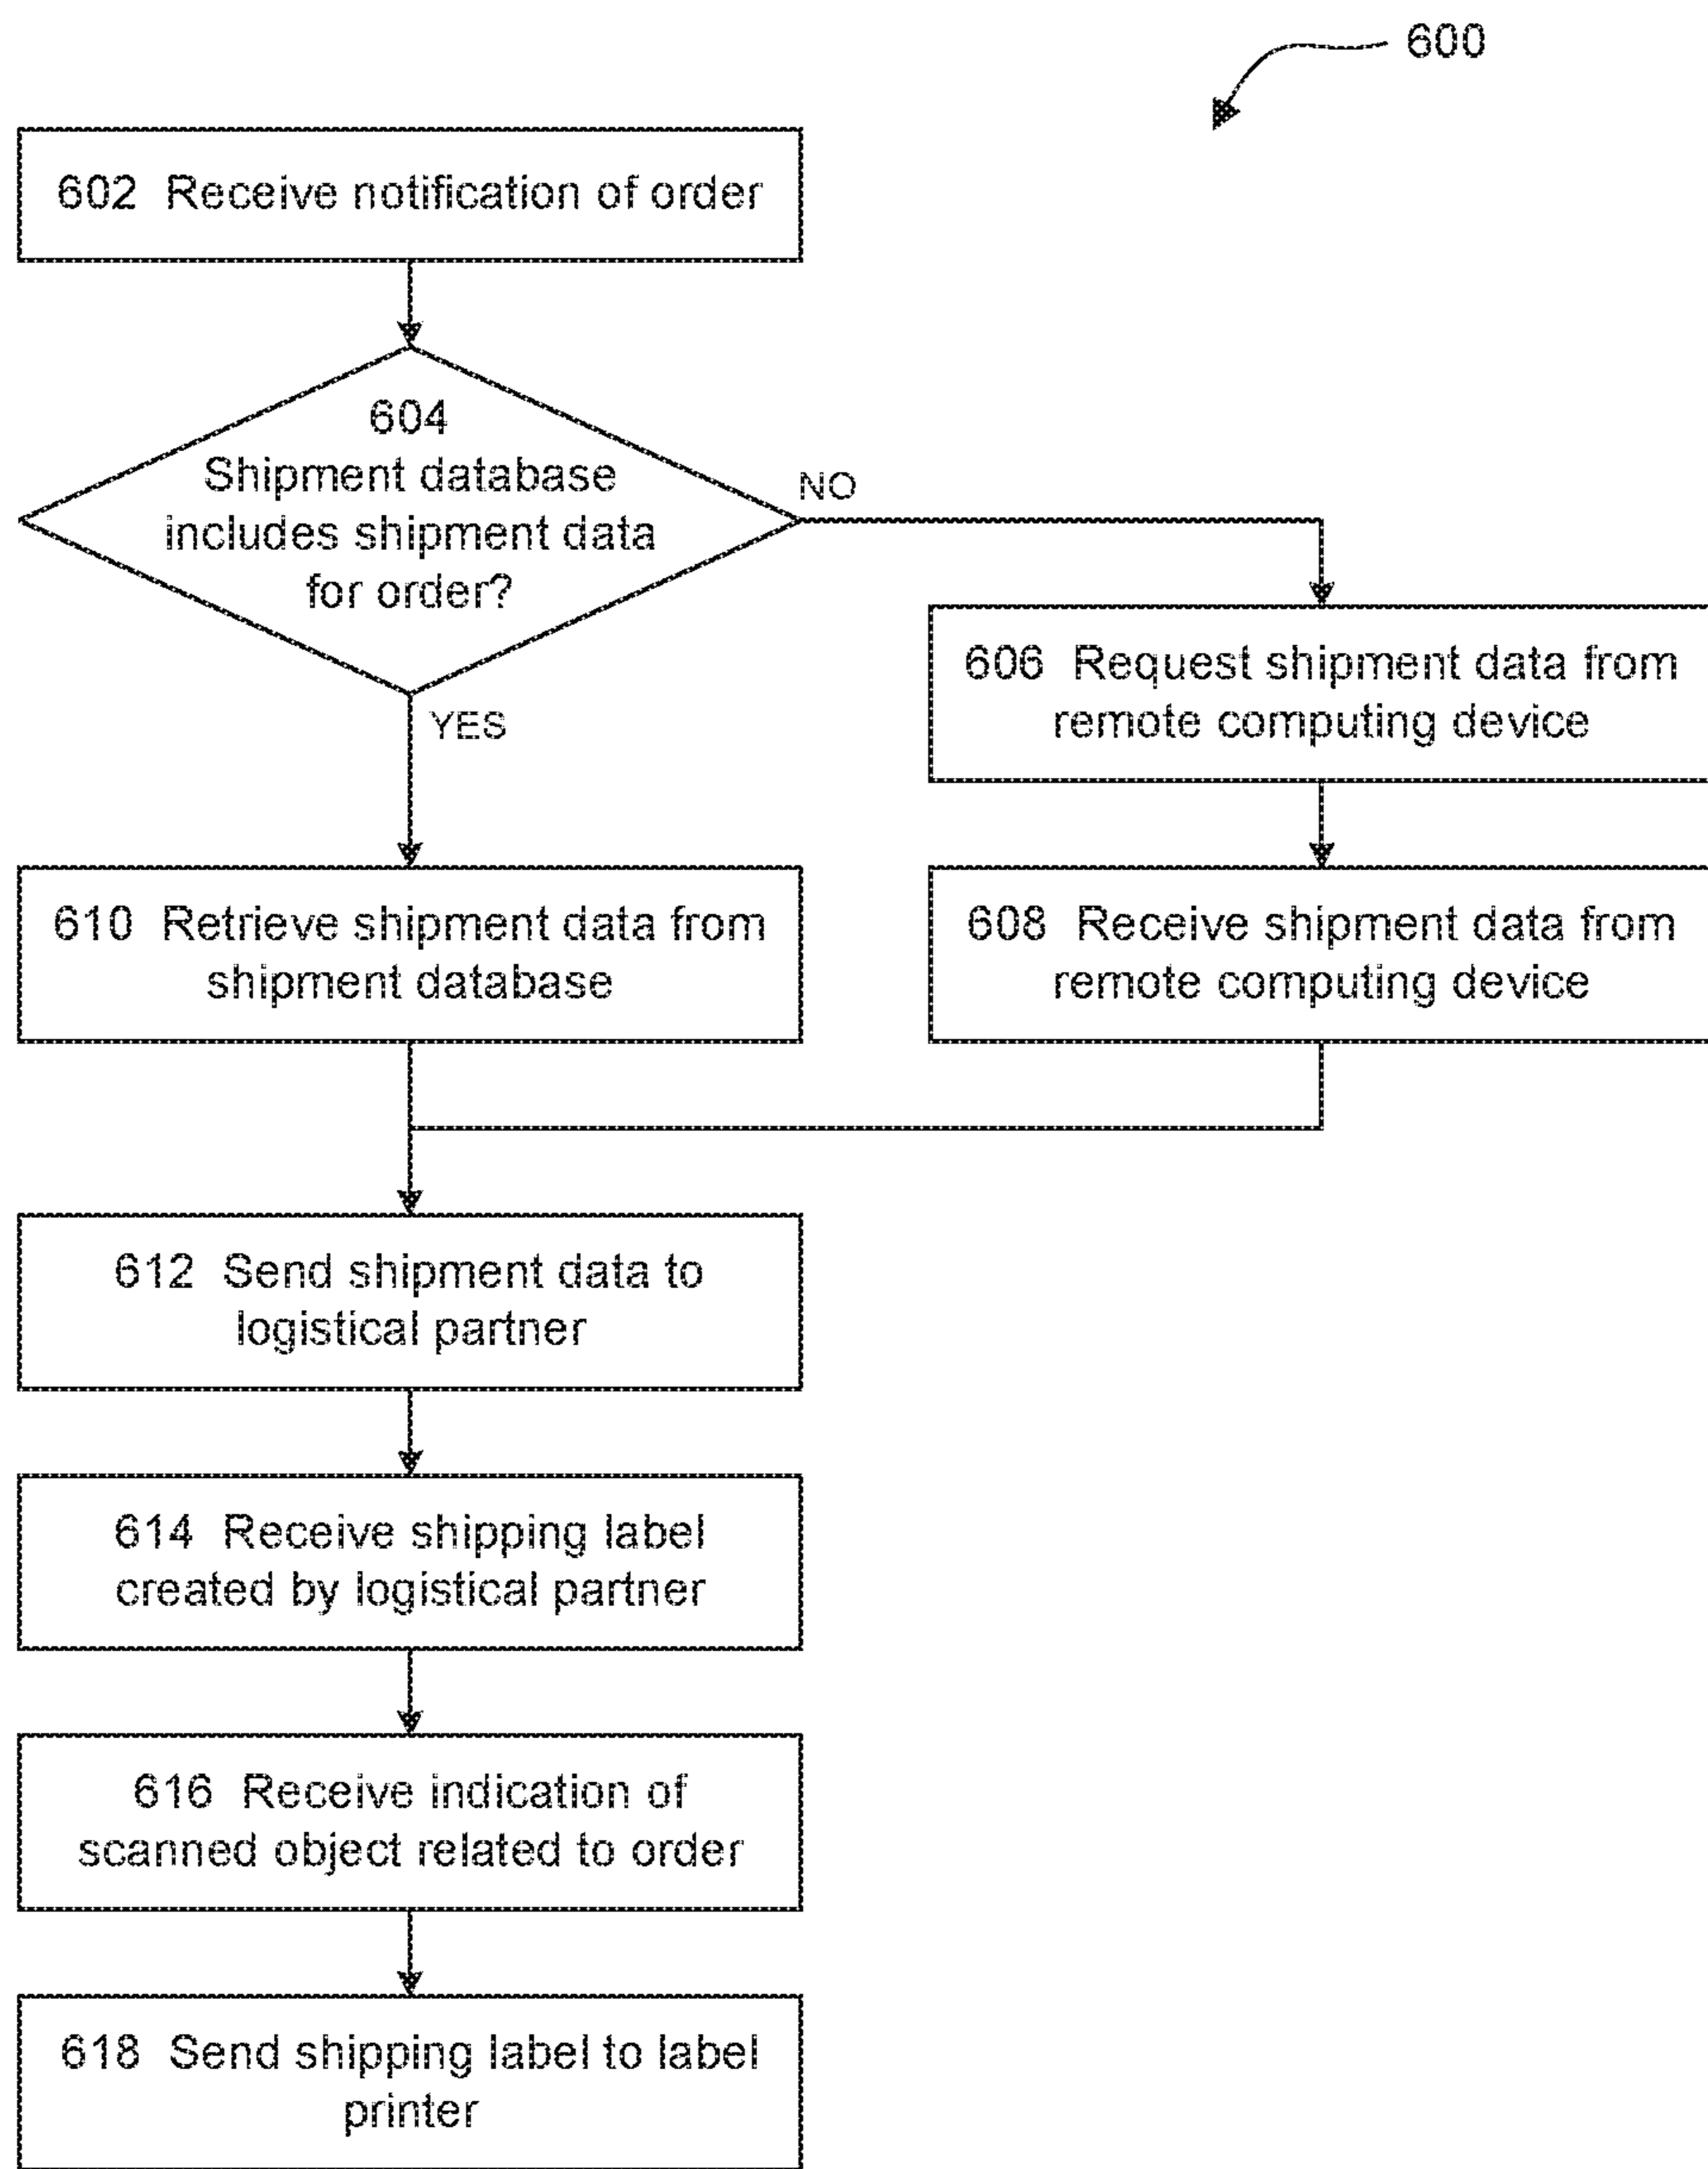 600
602 Receive notification of order
604
Shipment database
includes shipment data
for order?
NO
YES
606 Request shipment data from
remote computing device
610 Retrieve shipment data from
shipment database
608 Receive shipment data from
remote computing device
612 Send shipment data to
logistical partner
614 Receive shipping label
created by logistical partner
616 Receive indication of
scanned object related to order
618 Send shipping label to label
printer